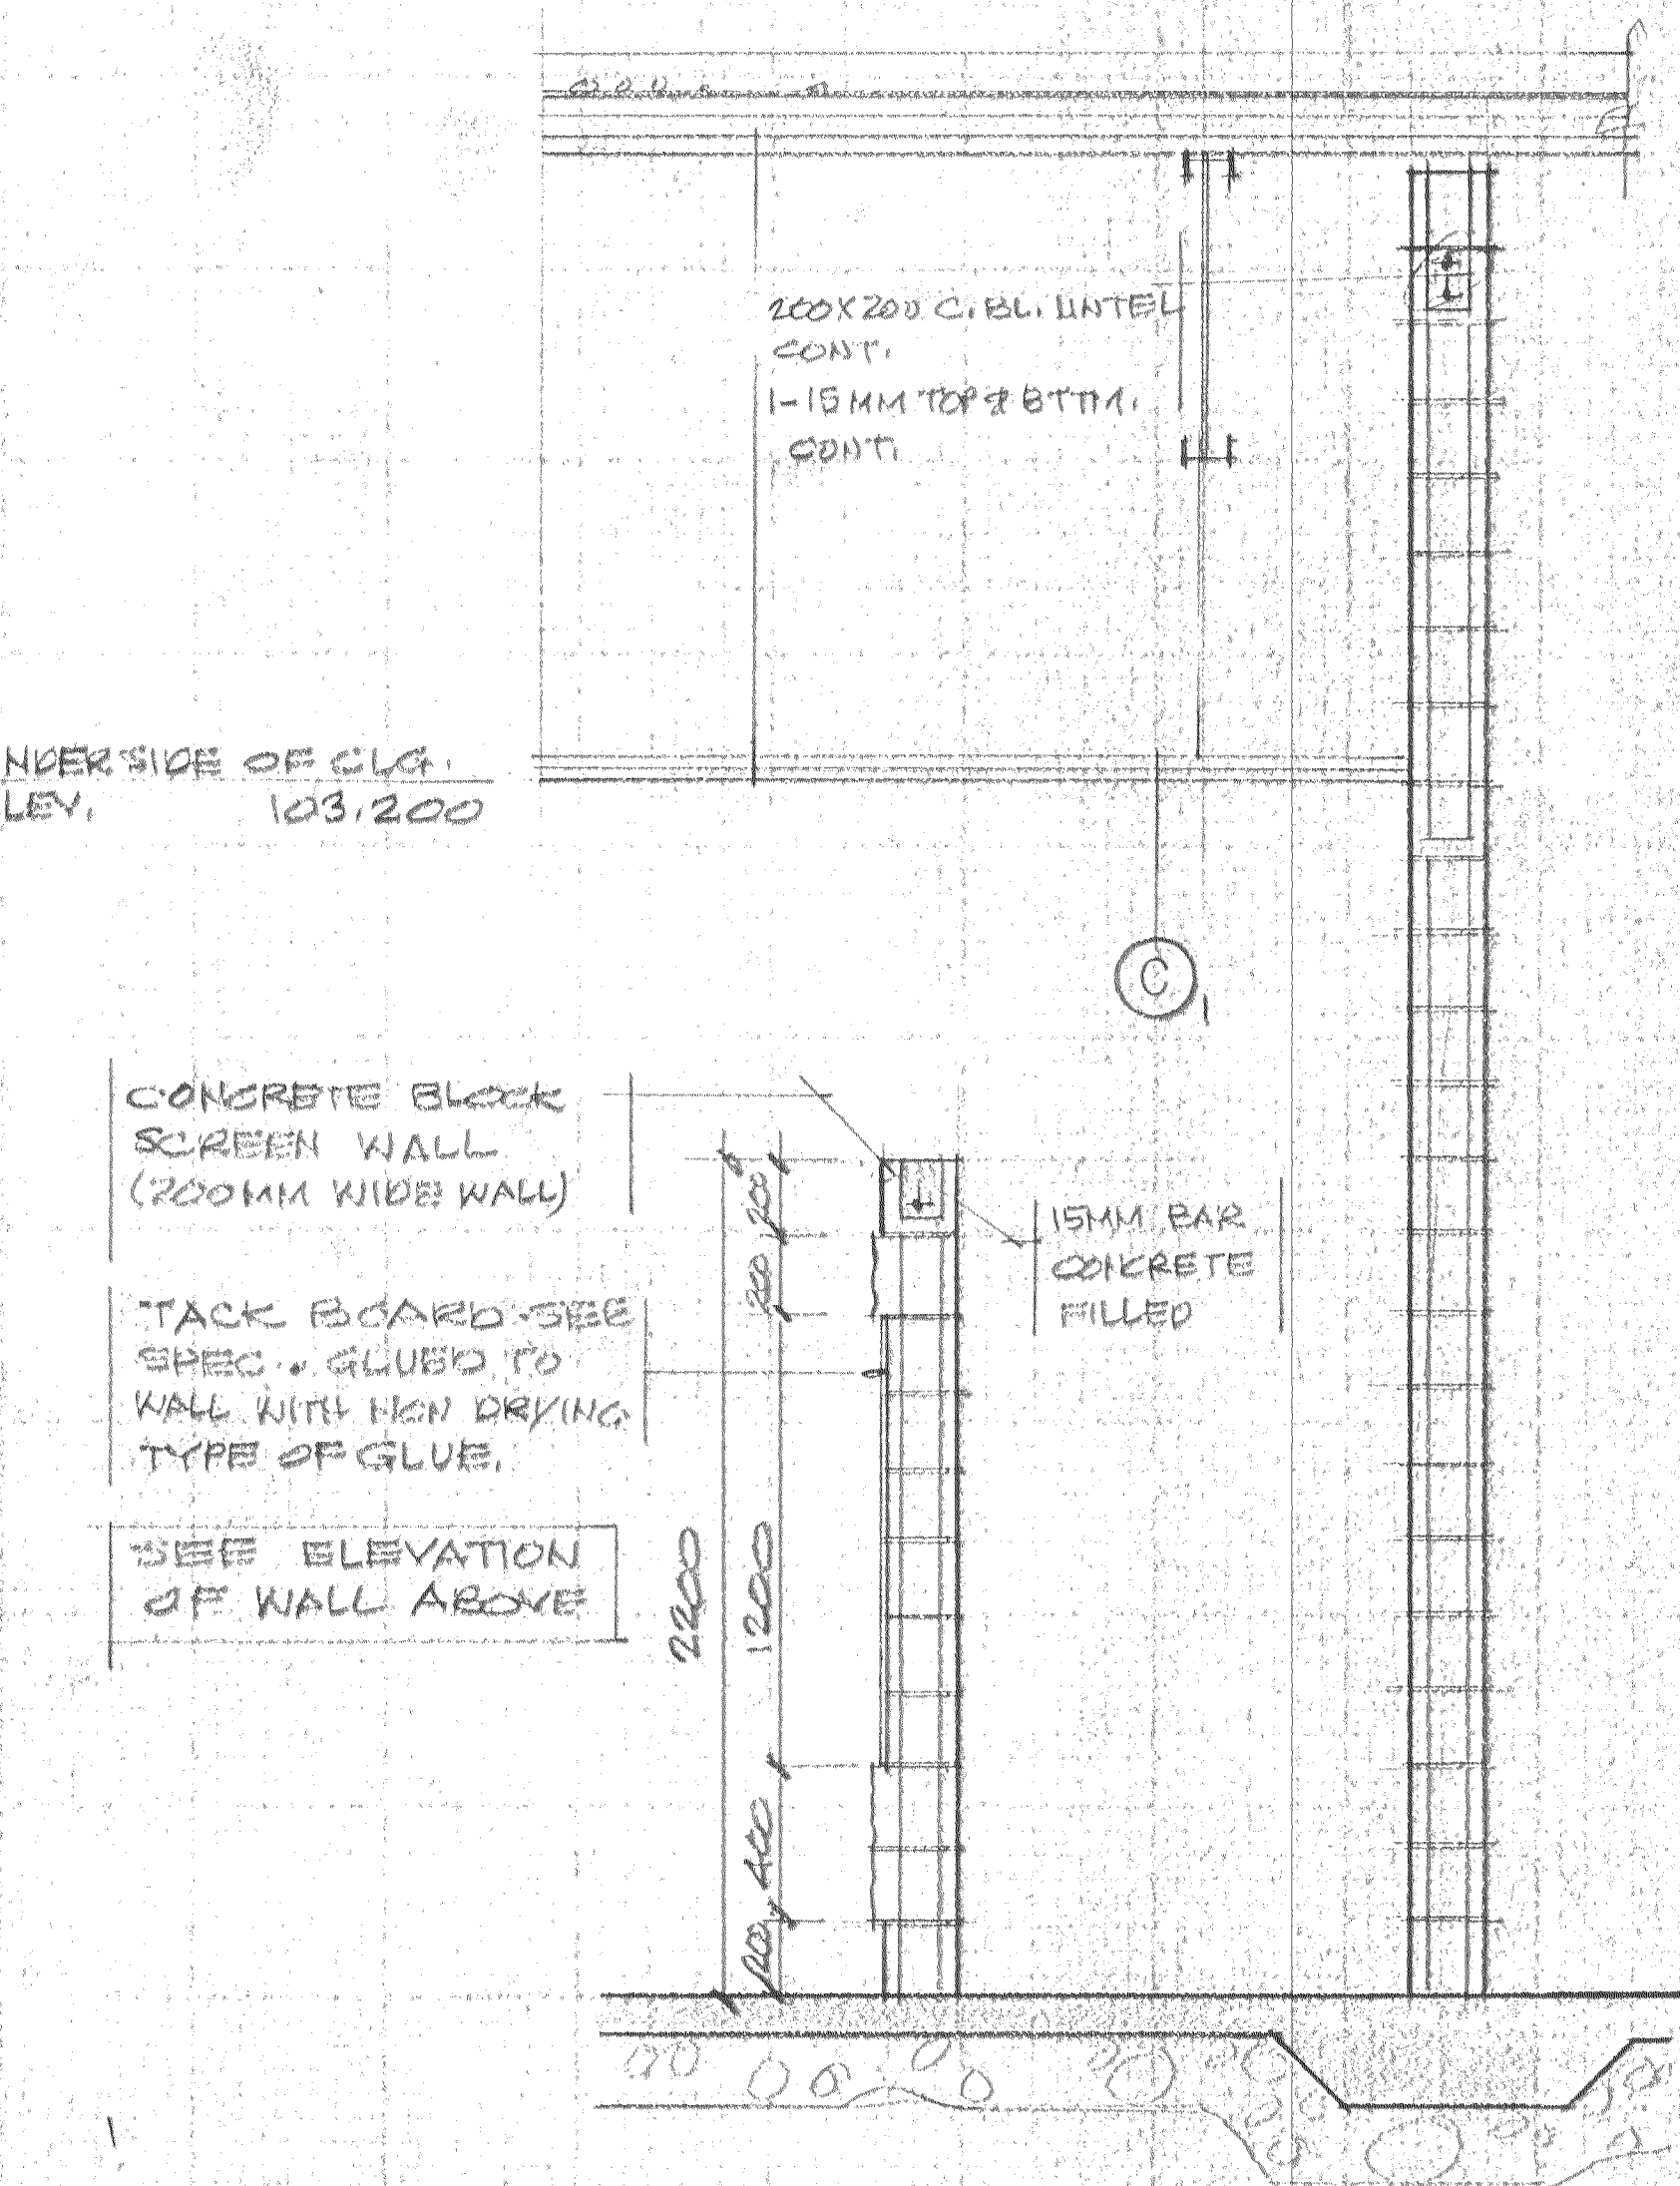 200X200 C. BL. LINTEL
CONT.
1-15MM TOP & BTTM.
CONT.
NDERSIDE OF CLG.
LEV. 103.200
C
CONCRETE BLOCK
SCREEN WALL
(200MM WIDE WALL)
15MM BAR
CONCRETE
FILLED
TACK BOARD - SEE
SPEC. GLUED TO
WALL WITH NON DRYING
TYPE OF GLUE.
SEE ELEVATION
OF WALL ABOVE
200
200
1200
2200
400
200